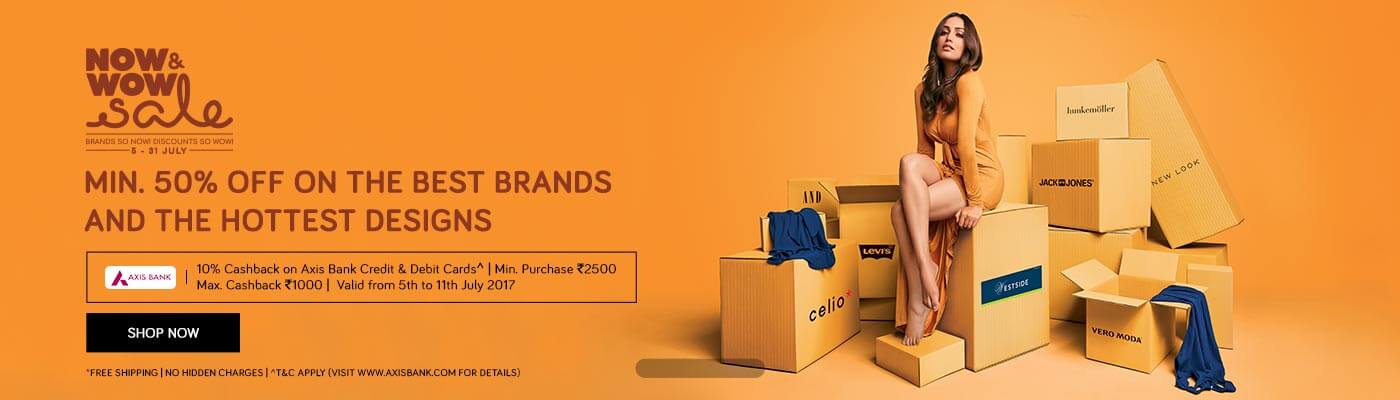 NOW &
WOW
sale
BRANDS SO NOW! DISCOUNTS SO WOW!
5 - 31 JULY
MIN. 50% OFF ON THE BEST BRANDS
AND THE HOTTEST DESIGNS
AXIS BANK | 10% Cashback on Axis Bank Credit & Debit Cards^ | Min. Purchase ₹2500
Max. Cashback ₹1000 | Valid from 5th to 11th July 2017
SHOP NOW
*FREE SHIPPING | NO HIDDEN CHARGES | ^T&C APPLY (VISIT WWW.AXISBANK.COM FOR DETAILS)
hunkemöller
JACK JONES
NEW LOOK
AND
LEVI'S
WESTSIDE
celio*
VERO MODA